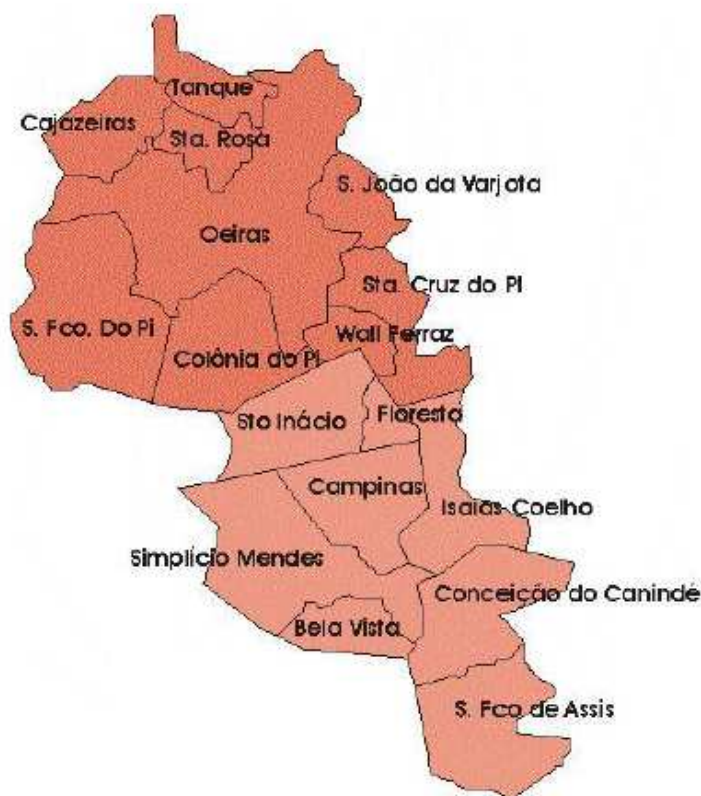 Tanque
Cajazeiras
Sta. Rosa
S. João da Varjota
Oeiras
Sta. Cruz do PI
S. Fco. Do Pi
Wall Ferraz
Colônia do Pi
Sto Inácio
Floresta
Campinas
Isaías Coelho
Simplício Mendes
Conceição do Canindé
Bela Vista
S. Fco de Assis